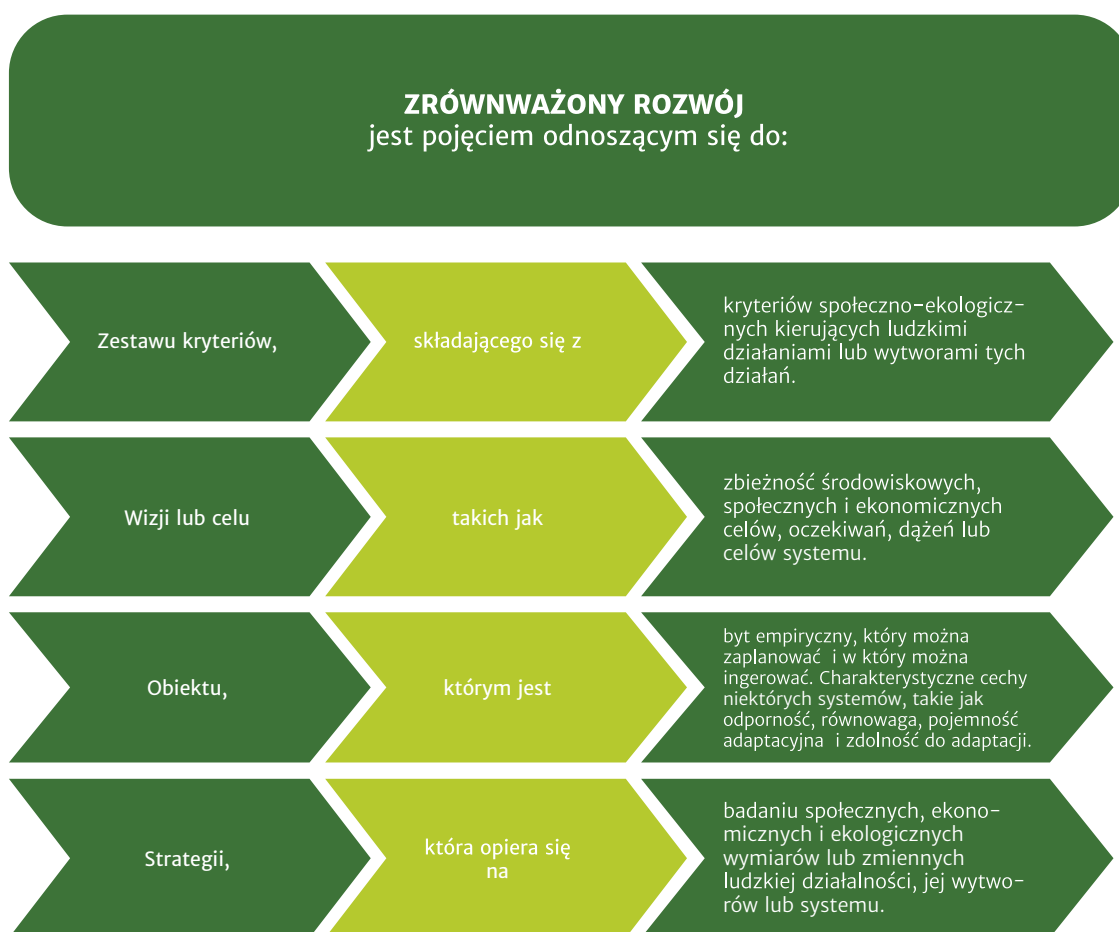 ZRÓWNWAŻONY ROZWÓJ
jest pojęciem odnoszącym się do:
Zestawu kryteriów,
składającego się z
kryteriów społeczno-ekologicz-
nych kierujących ludzkimi
działaniami lub wytworami tych
działań.
Wizji lub celu
takich jak
zbieżność środowiskowych,
społecznych i ekonomicznych
celów, oczekiwań, dążeń lub
celów systemu.
Obiektu,
którym jest
byt empiryczny, który można
zaplanować i w który można
ingerować. Charakterystyczne cechy
niektórych systemów, takie jak
odporność, równowaga, pojemność
adaptacyjna i zdolność do adaptacji.
Strategii,
która opiera się
na
badaniu społecznych, ekono-
micznych i ekologicznych
wymiarów lub zmiennych
ludzkiej działalności, jej wytwo-
rów lub systemu.